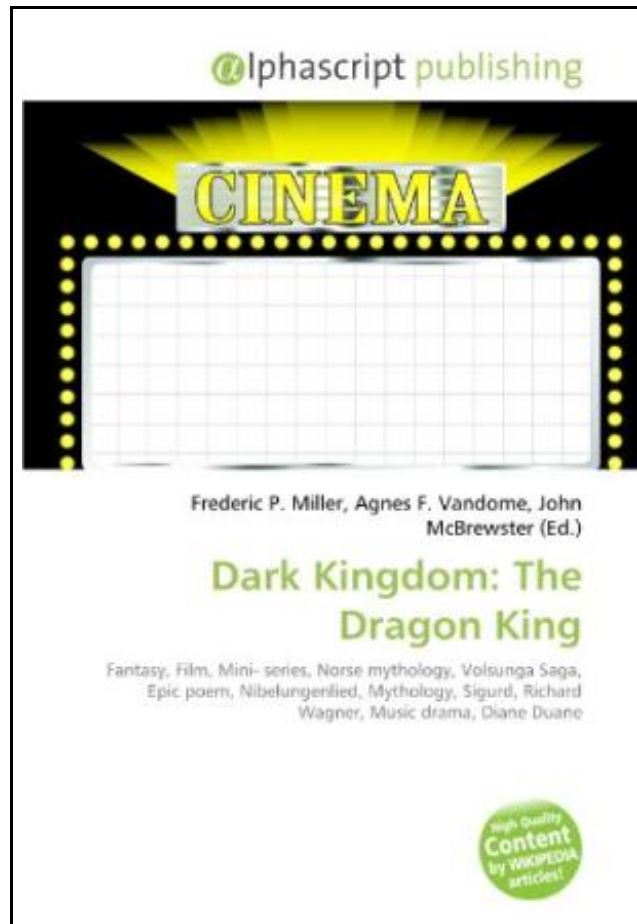 @lphascript publishing
CINEMA
Frederic P. Miller, Agnes F. Vandome, John
McBrewster (Ed.)
Dark Kingdom: The
Dragon King
Fantasy, Film, Mini- series, Norse mythology, Volsunga Saga,
Epic poem, Nibelungenlied, Mythology, Sigurd, Richard
Wagner, Music drama, Diane Duane
High Quality
Content
by WIKIPEDIA
articles!